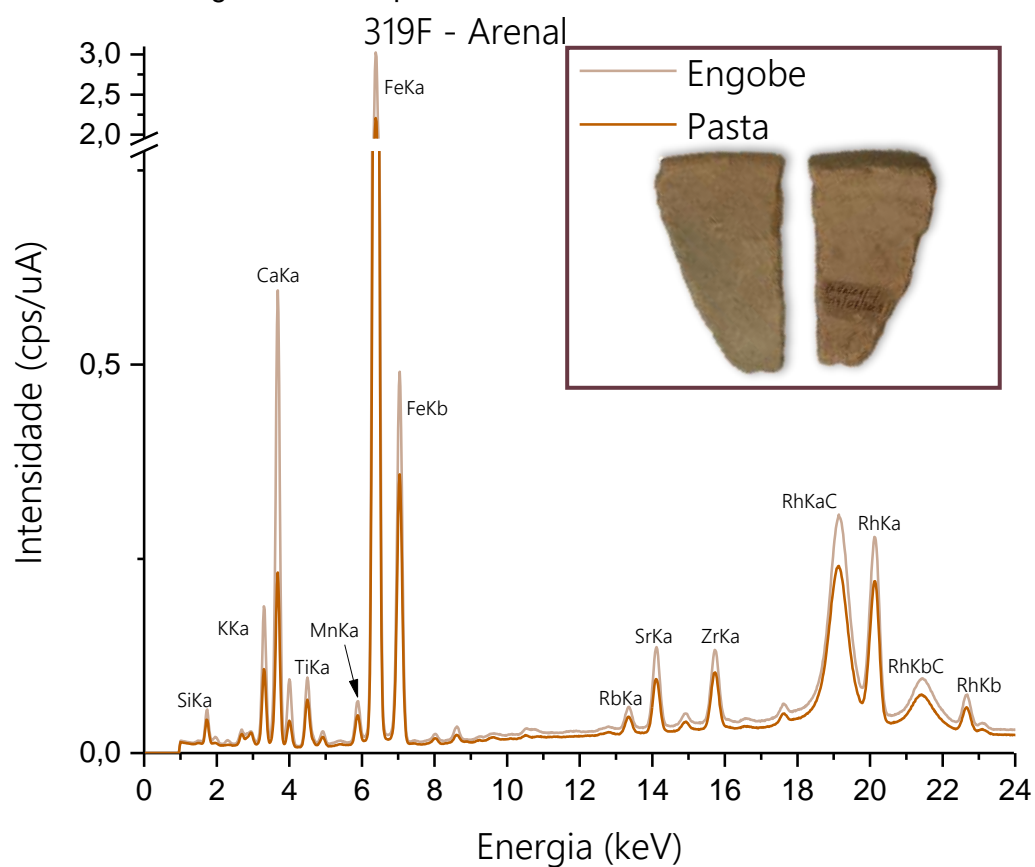 319F - Arenal
Engobe
Pasta
3,0
2,5
2,0
0,5
0,0
Intensidade (cps/uA)
SiKa
KKa
CaKa
TiKa
MnKa
FeKa
FeKb
RbKa
SrKa
ZrKa
RhKaC
RhKa
RhKbC
RhKb
0 2 4 6 8 10 12 14 16 18 20 22 24
Energia (keV)